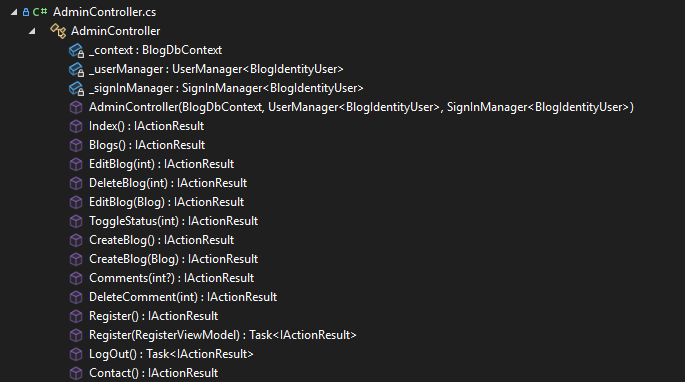 C# AdminController.cs
AdminController
_context : BlogDbContext
_userManager : UserManager<BlogIdentityUser>
_signInManager : SignInManager<BlogIdentityUser>
AdminController(BlogDbContext, UserManager<BlogIdentityUser>, SignInManager<BlogIdentityUser>)
Index() : IActionResult
Blogs() : IActionResult
EditBlog(int) : IActionResult
DeleteBlog(int) : IActionResult
EditBlog(Blog) : IActionResult
ToggleStatus(int) : IActionResult
CreateBlog() : IActionResult
CreateBlog(Blog) : IActionResult
Comments(int?) : IActionResult
DeleteComment(int) : IActionResult
Register() : IActionResult
Register(RegisterViewModel) : Task<IActionResult>
LogOut() : Task<IActionResult>
Contact() : IActionResult